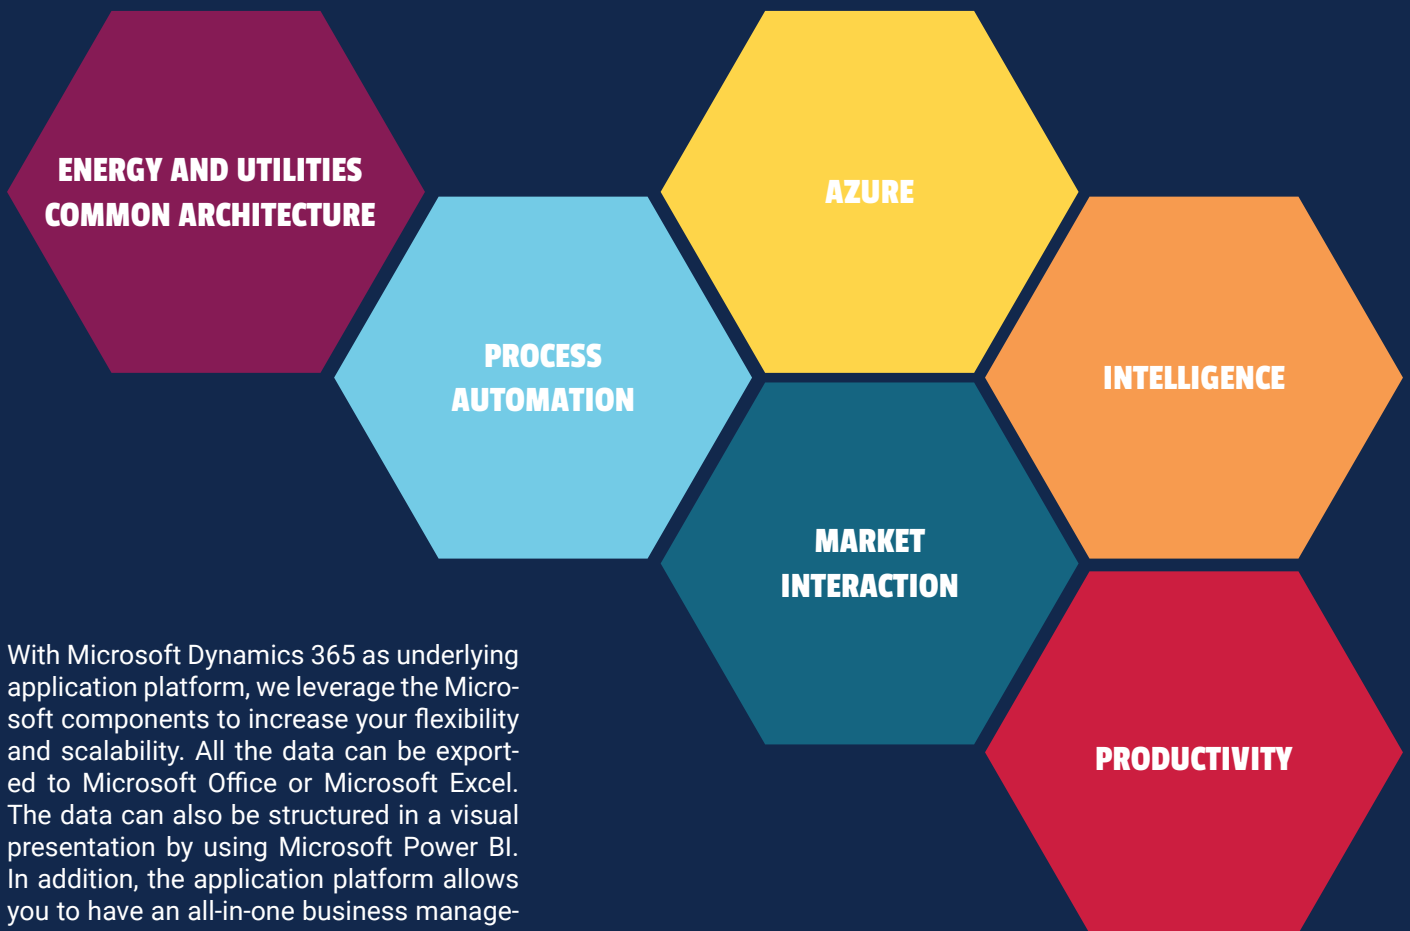 ENERGY AND UTILITIES
COMMON ARCHITECTURE
AZURE
PROCESS
AUTOMATION
INTELLIGENCE
MARKET
INTERACTION
PRODUCTIVITY
With Microsoft Dynamics 365 as underlying
application platform, we leverage the Micro-
soft components to increase your flexibility
and scalability. All the data can be export-
ed to Microsoft Office or Microsoft Excel.
The data can also be structured in a visual
presentation by using Microsoft Power BI.
In addition, the application platform allows
you to have an all-in-one business manage-